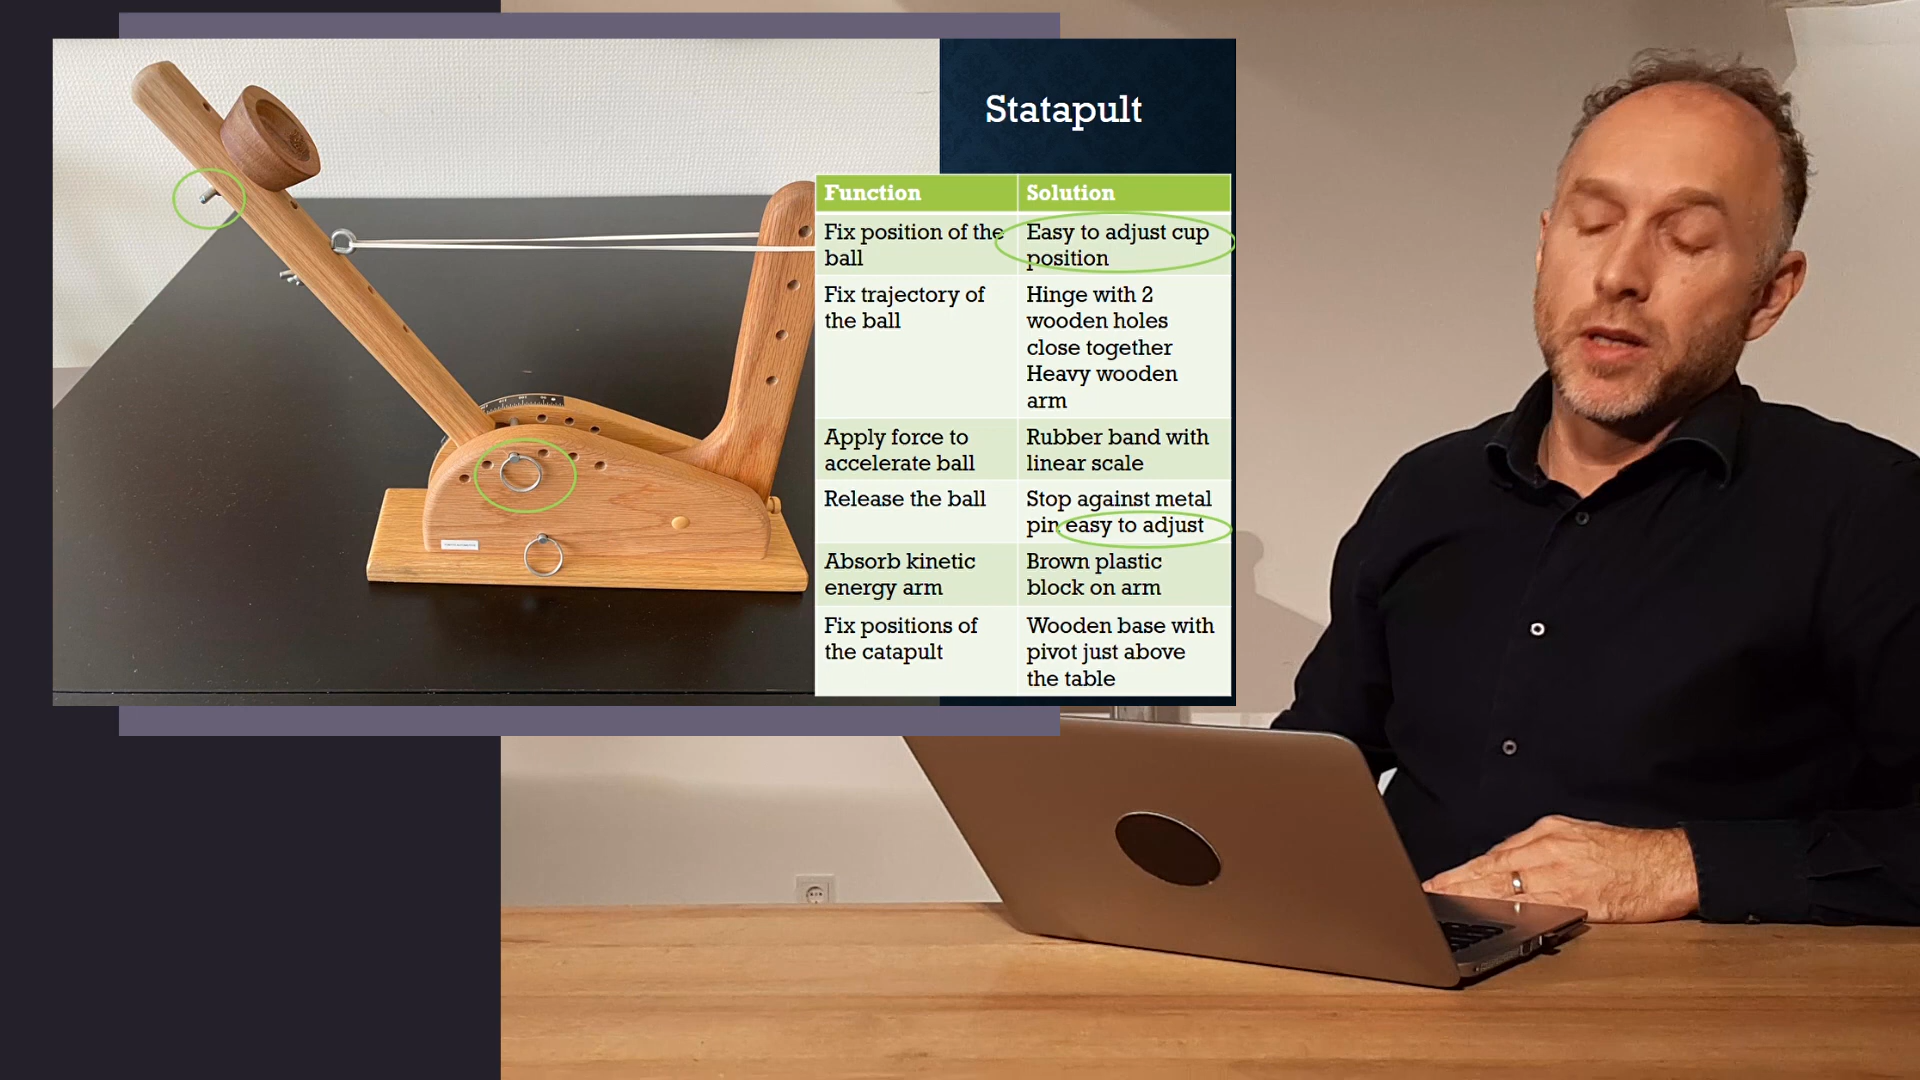 Statapult
Function Solution
Fix position of the Easy to adjust cup
ball position
Fix trajectory of Hinge with 2
the ball wooden holes
close together
Heavy wooden
arm
Apply force to Rubber band with
accelerate ball linear scale
Release the ball Stop against metal
pin easy to adjust
Absorb kinetic Brown plastic
energy arm block on arm
Fix positions of Wooden base with
the catapult pivot just above
the table